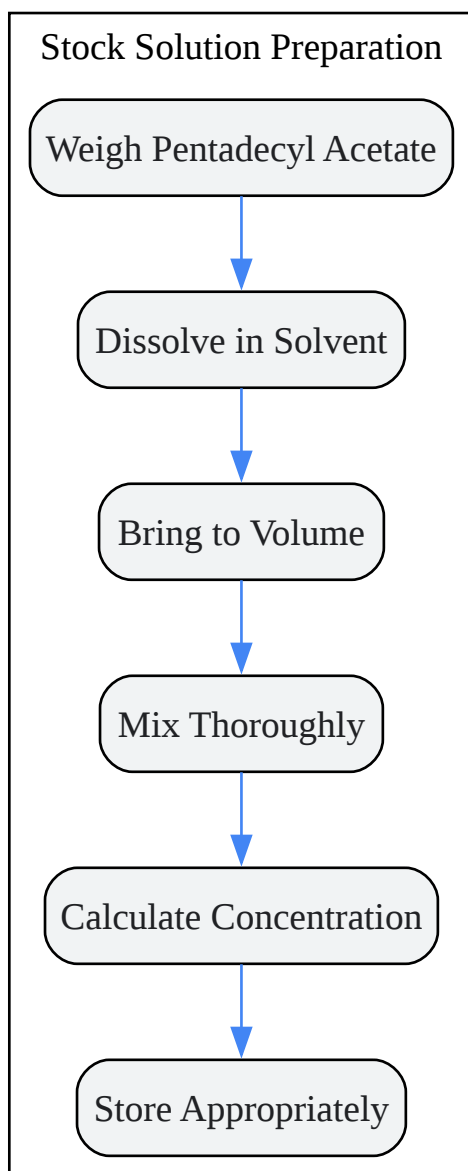 Stock Solution Preparation
Weigh Pentadecyl Acetate
Dissolve in Solvent
Bring to Volume
Mix Thoroughly
Calculate Concentration
Store Appropriately